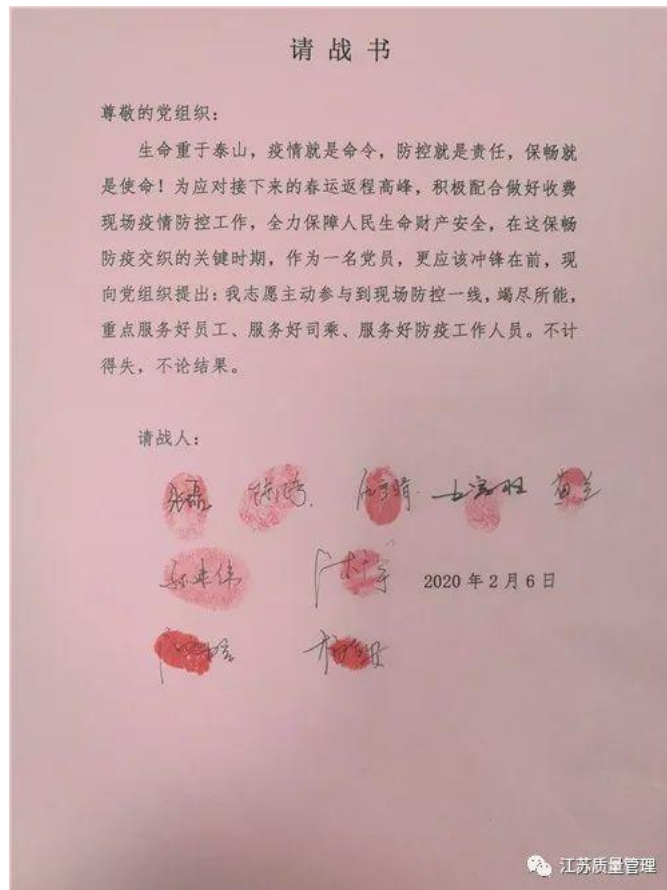 请战书
尊敬的党组织：
生命重于泰山，疫情就是命令，防控就是责任，保畅就
是使命！为应对接下来的春运返程高峰，积极配合做好收费
现场疫情防控工作，全力保障人民生命财产安全，在这保畅
防疫交织的关键时期，作为一名党员，更应该冲锋在前，现
向党组织提出：我志愿主动参与到现场防控一线，竭尽所能，
重点服务好员工、服务好司乘、服务好防疫工作人员。不计
得失，不论结果。
请战人：
2020年2月6日
江苏质量管理